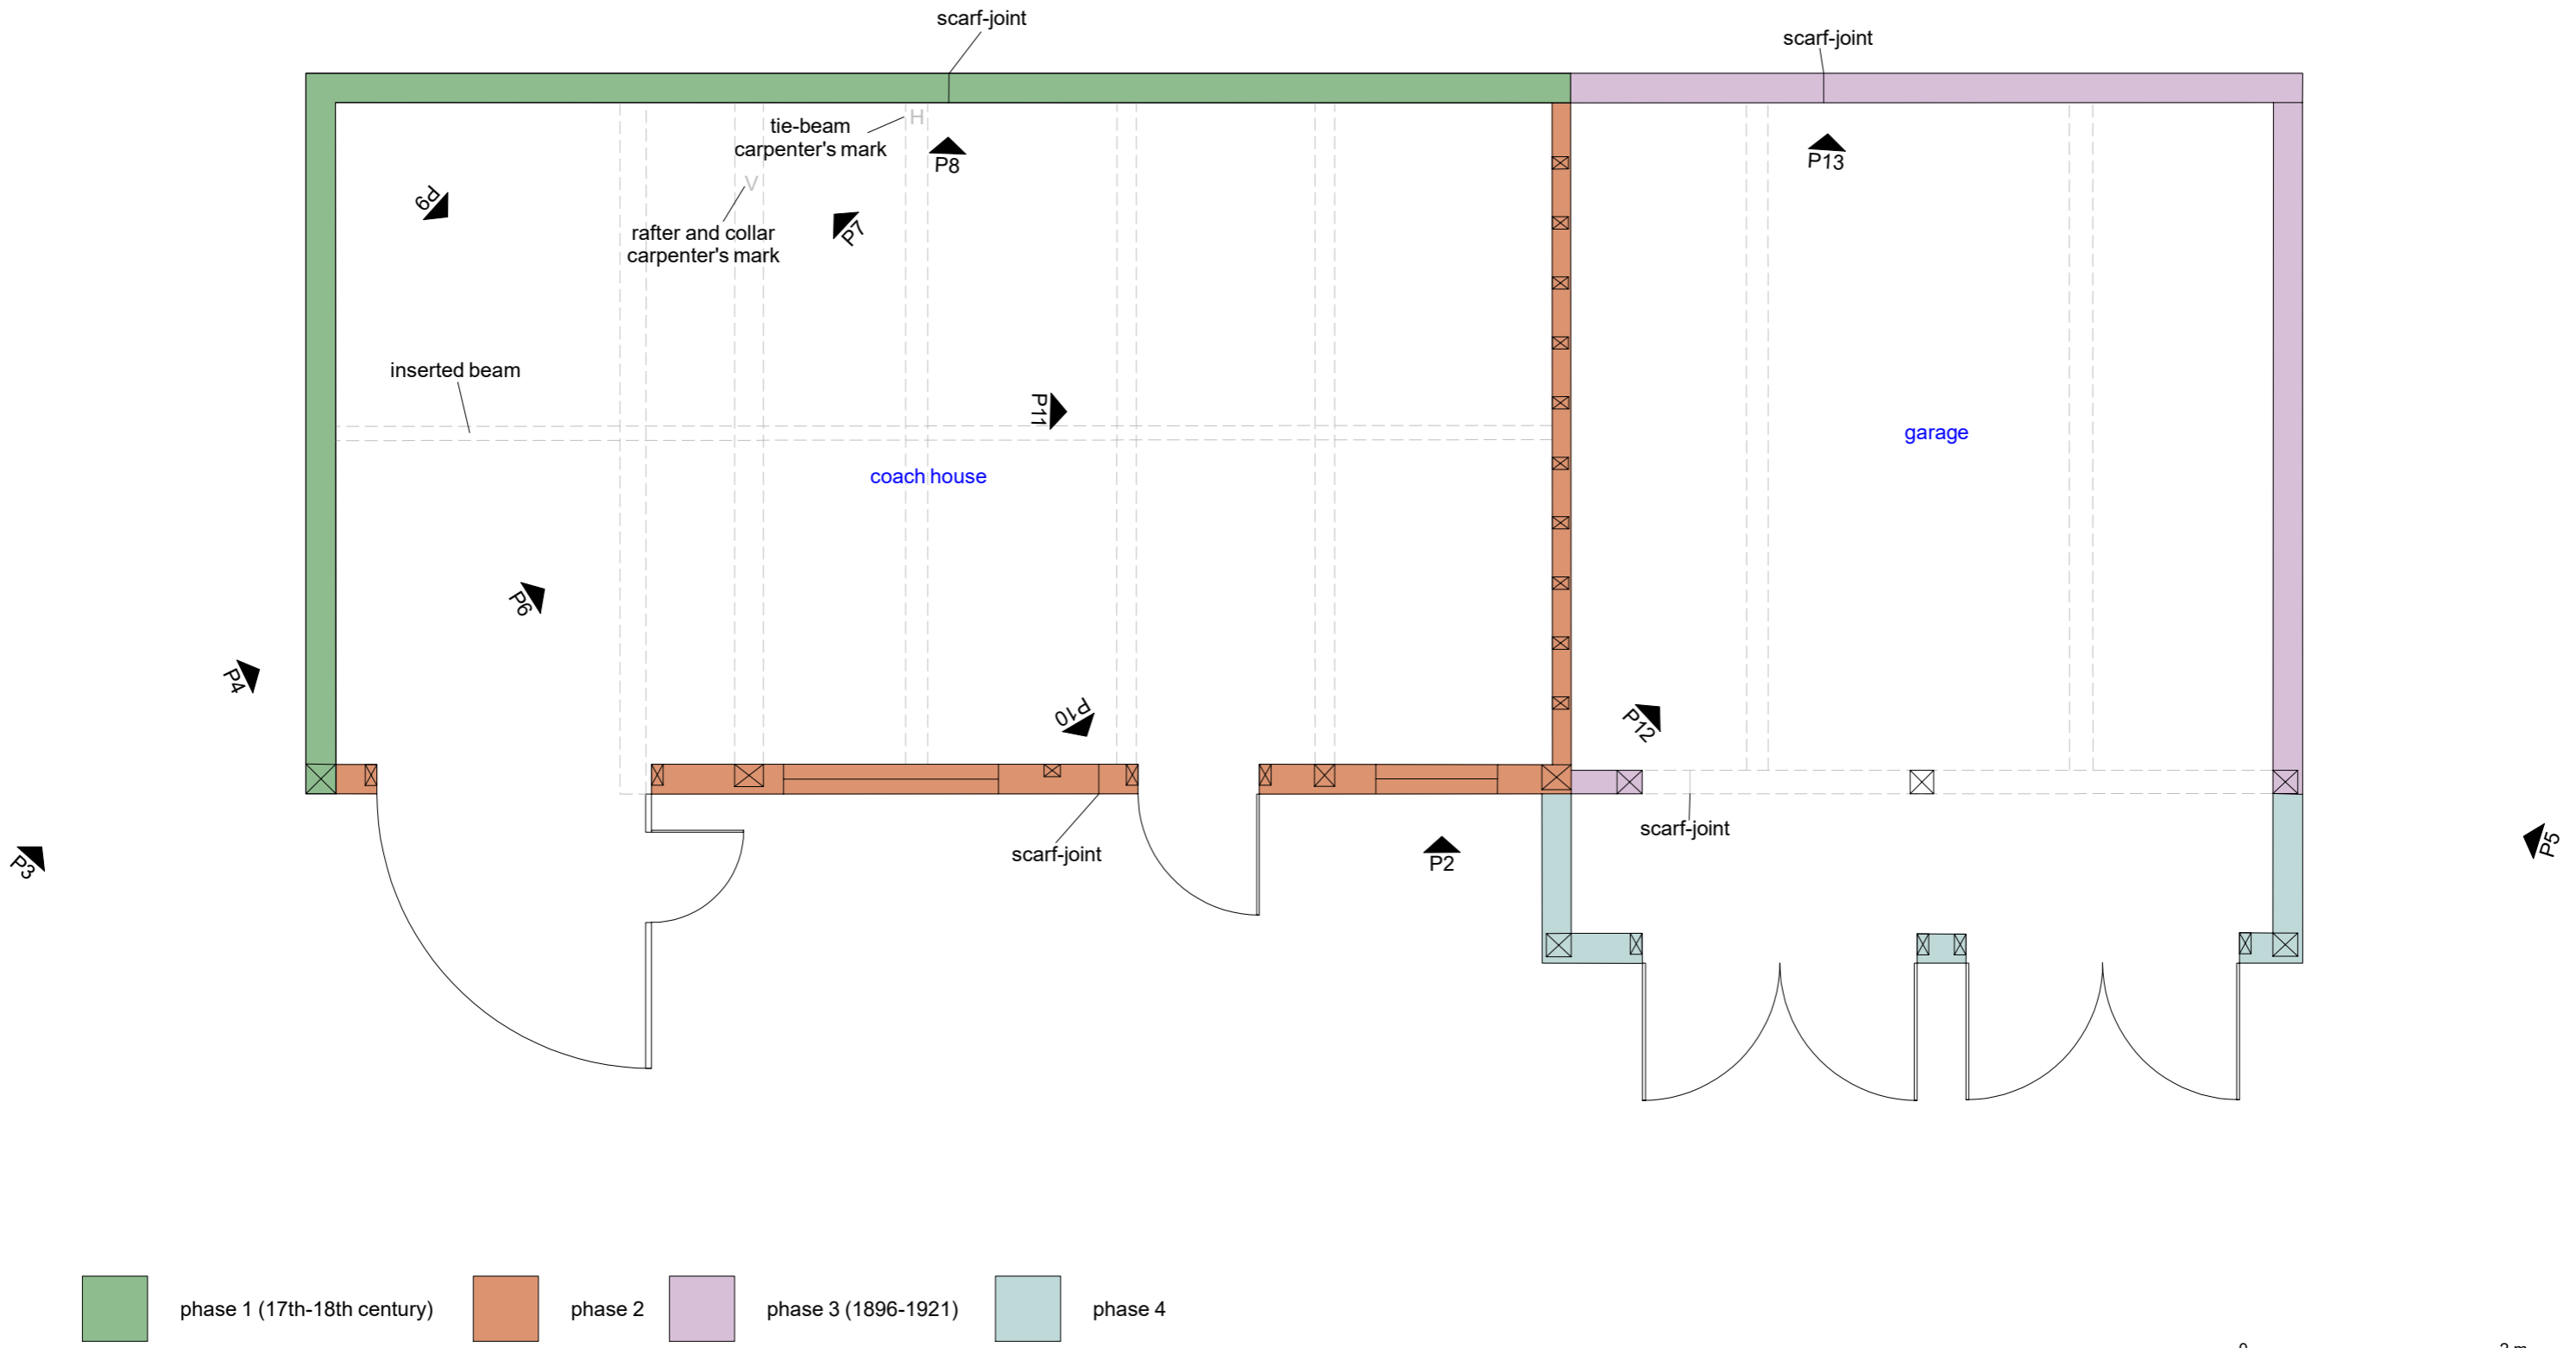 scarf-joint
scarf-joint
tie-beam
carpenter's mark
H
P8
P13
V
P9
P7
rafter and collar
carpenter's mark
inserted beam
P11
garage
coach house
P6
P4
P10
P12
scarf-joint
scarf-joint
P2
P3
P5
phase 1 (17th-18th century)
phase 2
phase 3 (1896-1921)
phase 4